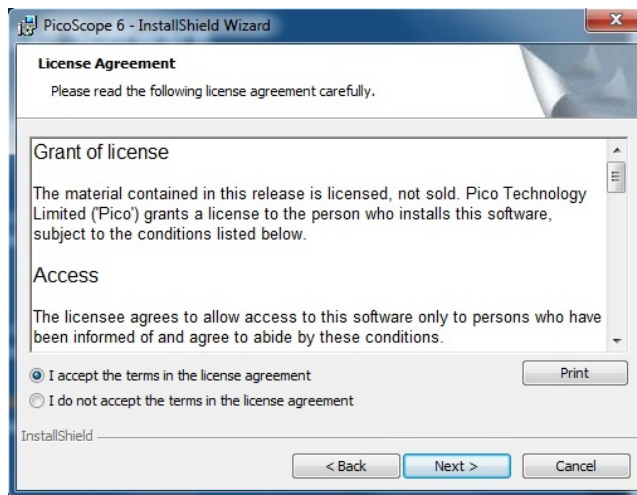 PicoScope 6 - InstallShield Wizard
License Agreement
Please read the following license agreement carefully.
Grant of license
The material contained in this release is licensed, not sold. Pico Technology
Limited ('Pico') grants a license to the person who installs this software,
subject to the conditions listed below.
Access
The licensee agrees to allow access to this software only to persons who have
been informed of and agree to abide by these conditions.
I accept the terms in the license agreement
Print
I do not accept the terms in the license agreement
InstallShield
< Back
Next >
Cancel